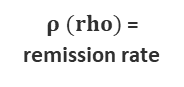 ρ (rho) =
remission rate